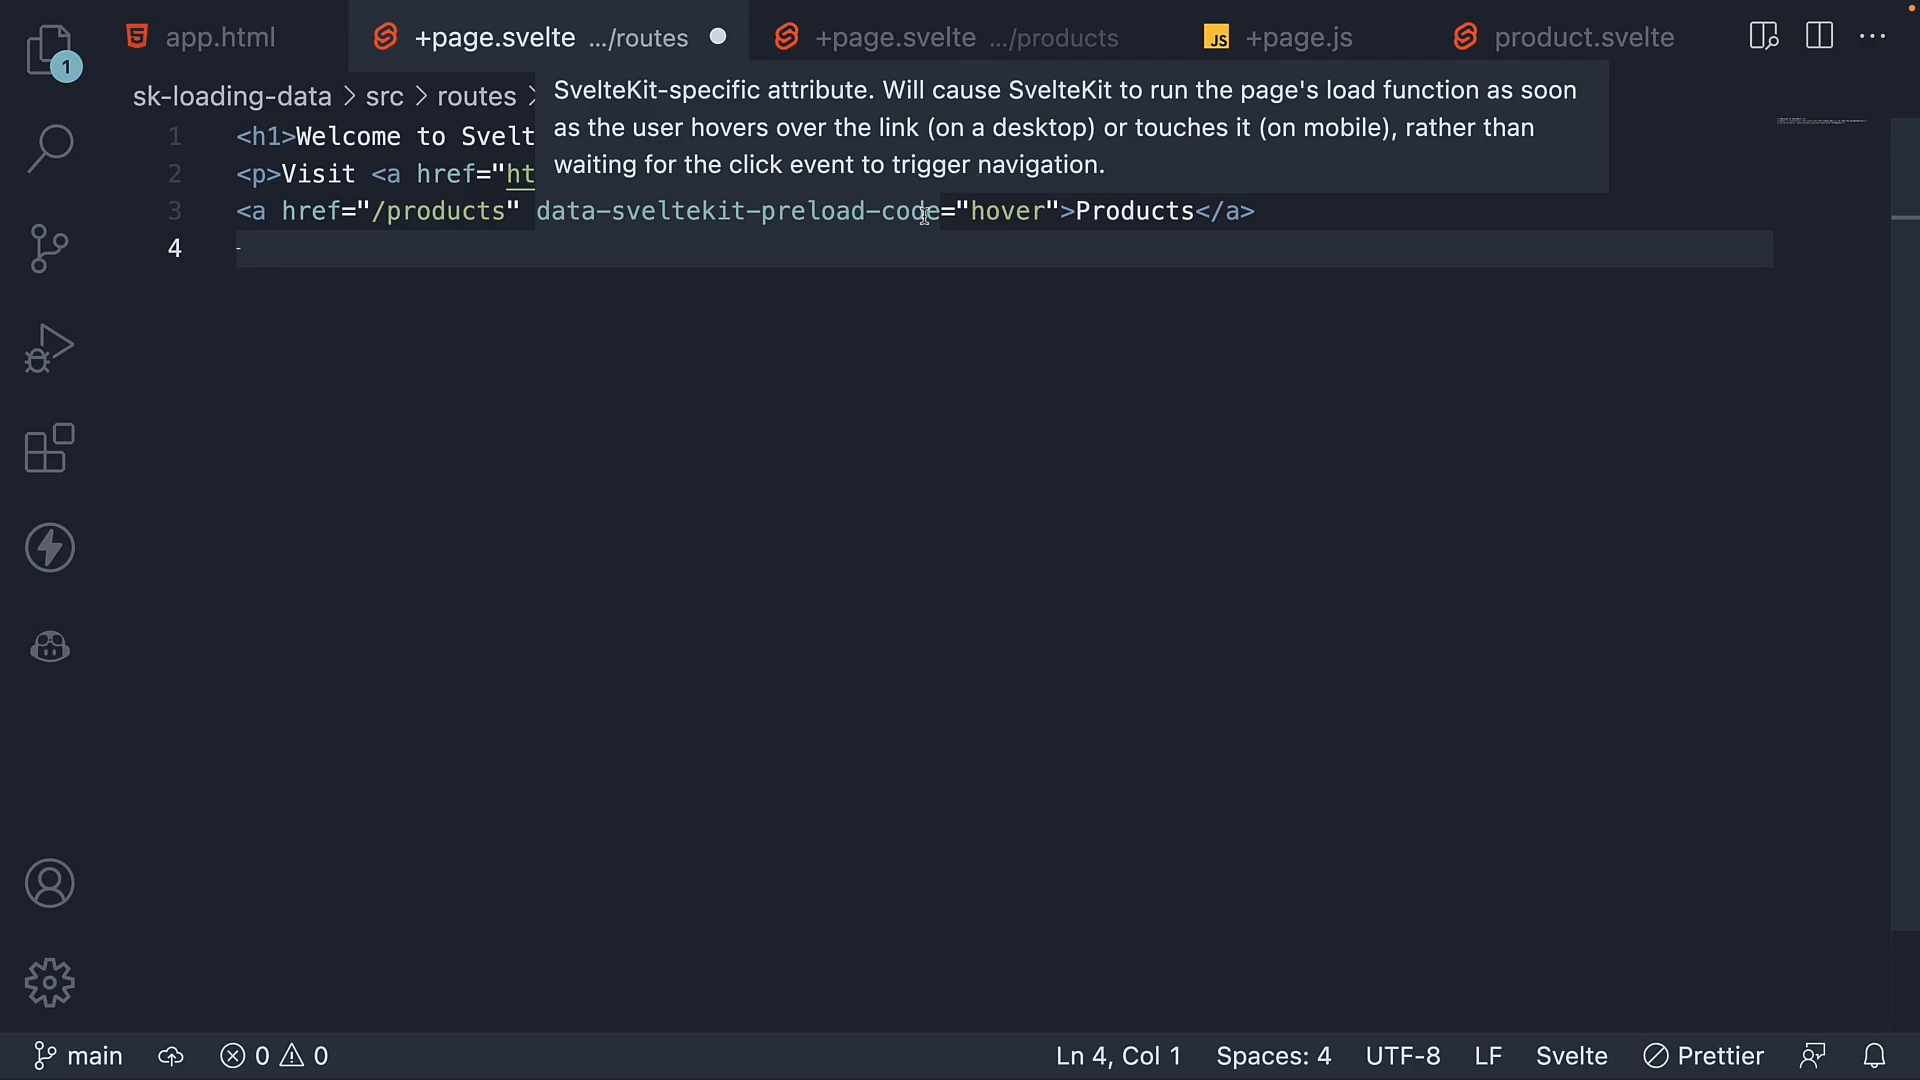 app.html
+page.svelte .../routes
+page.svelte .../products
JS +page.js
product.svelte
1
sk-loading-data > src > routes >
SvelteKit-specific attribute. Will cause SvelteKit to run the page's load function as soon
as the user hovers over the link (on a desktop) or touches it (on mobile), rather than
waiting for the click event to trigger navigation.
1 <h1>Welcome to Svelt
2 <p>Visit <a href="ht
3 <a href="/products" data-sveltekit-preload-code="hover">Products</a>
4
main 0 0 Ln 4, Col 1 Spaces: 4 UTF-8 LF Svelte Prettier